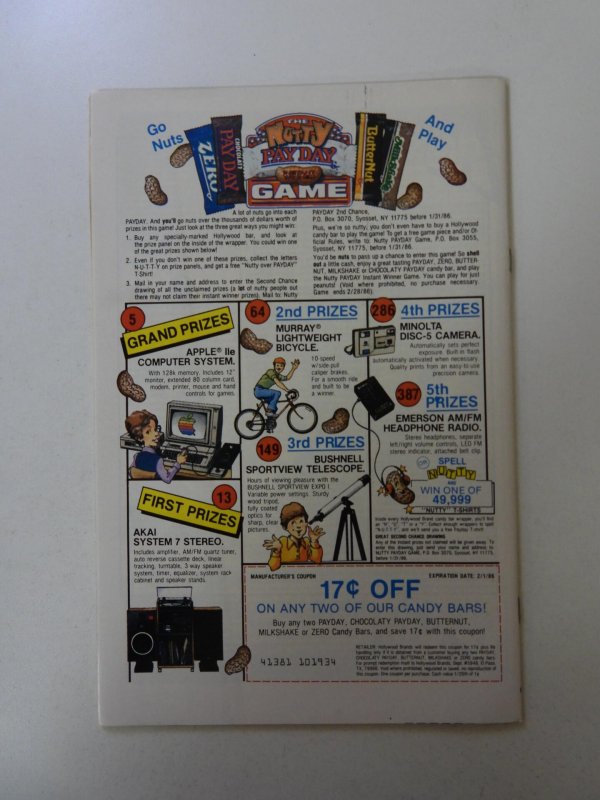 Go
Nuts
And
Play
ZERO
CHOCOLATY
PAY DAY
THE
NUTTY
PAYDAY
GAME
ButterNut
MILKSHAKE
A lot of nuts go into each
PAYDAY. And you'll go nuts over the thousands of dollars worth of
prizes in this game! Just look at the three great ways you might win:
1. Buy any specially-marked Hollywood bar, and look at
the prize panel on the inside of the wrapper. You could win one
of the great prizes shown below!
2. Even if you don't win one of these prizes, collect the letters
N-U-T-T-Y on prize panels, and get a free "Nutty over PAYDAY"
T-Shirt!
3. Mail in your name and address to enter the Second Chance
drawing of all the unclaimed prizes (a lot of nutty people out
there may not claim their instant winner prizes). Mail to: Nutty
PAYDAY 2nd Chance,
P.O. Box 3070, Syosset, NY 11775 before 1/31/86.
Plus, we're so nutty, you don't even have to buy a Hollywood
candy bar to play the game! To get a free game piece and/or Of-
ficial Rules, write to: Nutty PAYDAY Game, P.O. Box 3055,
Syosset, NY 11775, before 1/31/86.
You'd be nuts to pass up a chance to enter this game! So shell
out a little cash, enjoy great tasting PAYDAY, ZERO, BUTTER-
NUT, MILKSHAKE or CHOCOLATY PAYDAY candy bar, and play
the Nutty PAYDAY Instant Winner Game. You can play for just
peanuts! (Void where prohibited, no purchase necessary.
Game ends 2/28/86).
5
GRAND PRIZES
APPLE® IIe
COMPUTER SYSTEM.
With 128k memory. Includes 12"
monitor, extended 80 column card,
modem, printer, mouse and hand
controls for games.
13
FIRST PRIZES
AKAI
SYSTEM 7 STEREO.
Includes amplifier, AM/FM quartz tuner,
auto reverse cassette deck, linear
tracking, turntable, 3 way speaker
system, timer, equalizer, system rack
cabinet and speaker stands.
64
2nd PRIZES
MURRAY®
LIGHTWEIGHT
BICYCLE.
10-speed
w/side-pull
caliper brakes.
For a smooth ride
and built to be
a winner.
149
3rd PRIZES
BUSHNELL
SPORTVIEW TELESCOPE.
Hours of viewing pleasure with the
BUSHNELL SPORTVIEW EXPO I.
Variable power settings. Sturdy
wood tripod,
fully coated
optics for
sharp, clear
pictures.
286
4th PRIZES
MINOLTA
DISC-5 CAMERA.
Automatically sets perfect
exposure. Built-in flash
automatically activated when necessary.
Quality prints from an easy-to-use
precision camera.
387
5th
PRIZES
EMERSON AM/FM
HEADPHONE RADIO.
Stereo headphones, separate
left/right volume controls, LED FM
stereo indicator, attached belt clip.
OR
SPELL
NUTTY
AND
WIN ONE OF
49,999
"NUTTY" T-SHIRTS
GREAT SECOND CHANCE DRAWING
MANUFACTURER'S COUPON
EXPIRATION DATE: 2/1/86
17¢ OFF
ON ANY TWO OF OUR CANDY BARS!
Buy any two PAYDAY, CHOCOLATY PAYDAY, BUTTERNUT,
MILKSHAKE or ZERO Candy Bars, and save 17¢ with this coupon!
41381 101934